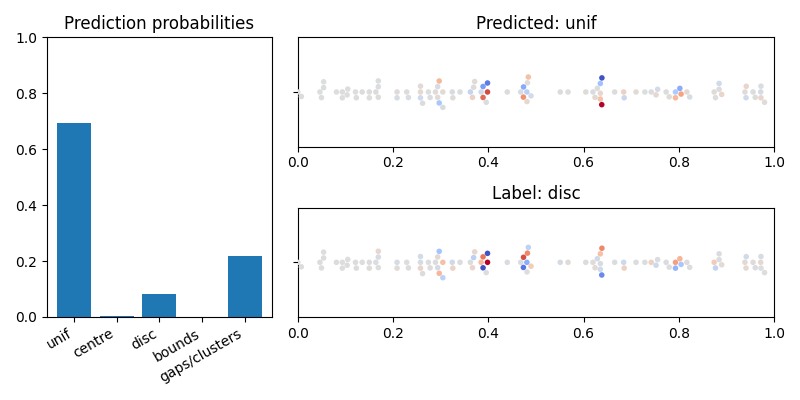 Prediction probabilities
1.0
0.8
0.6
0.4
0.2
0.0
unif
centre
disc
bounds
gaps/clusters
Predicted: unif
0.0 0.2 0.4 0.6 0.8 1.0
Label: disc
0.0 0.2 0.4 0.6 0.8 1.0